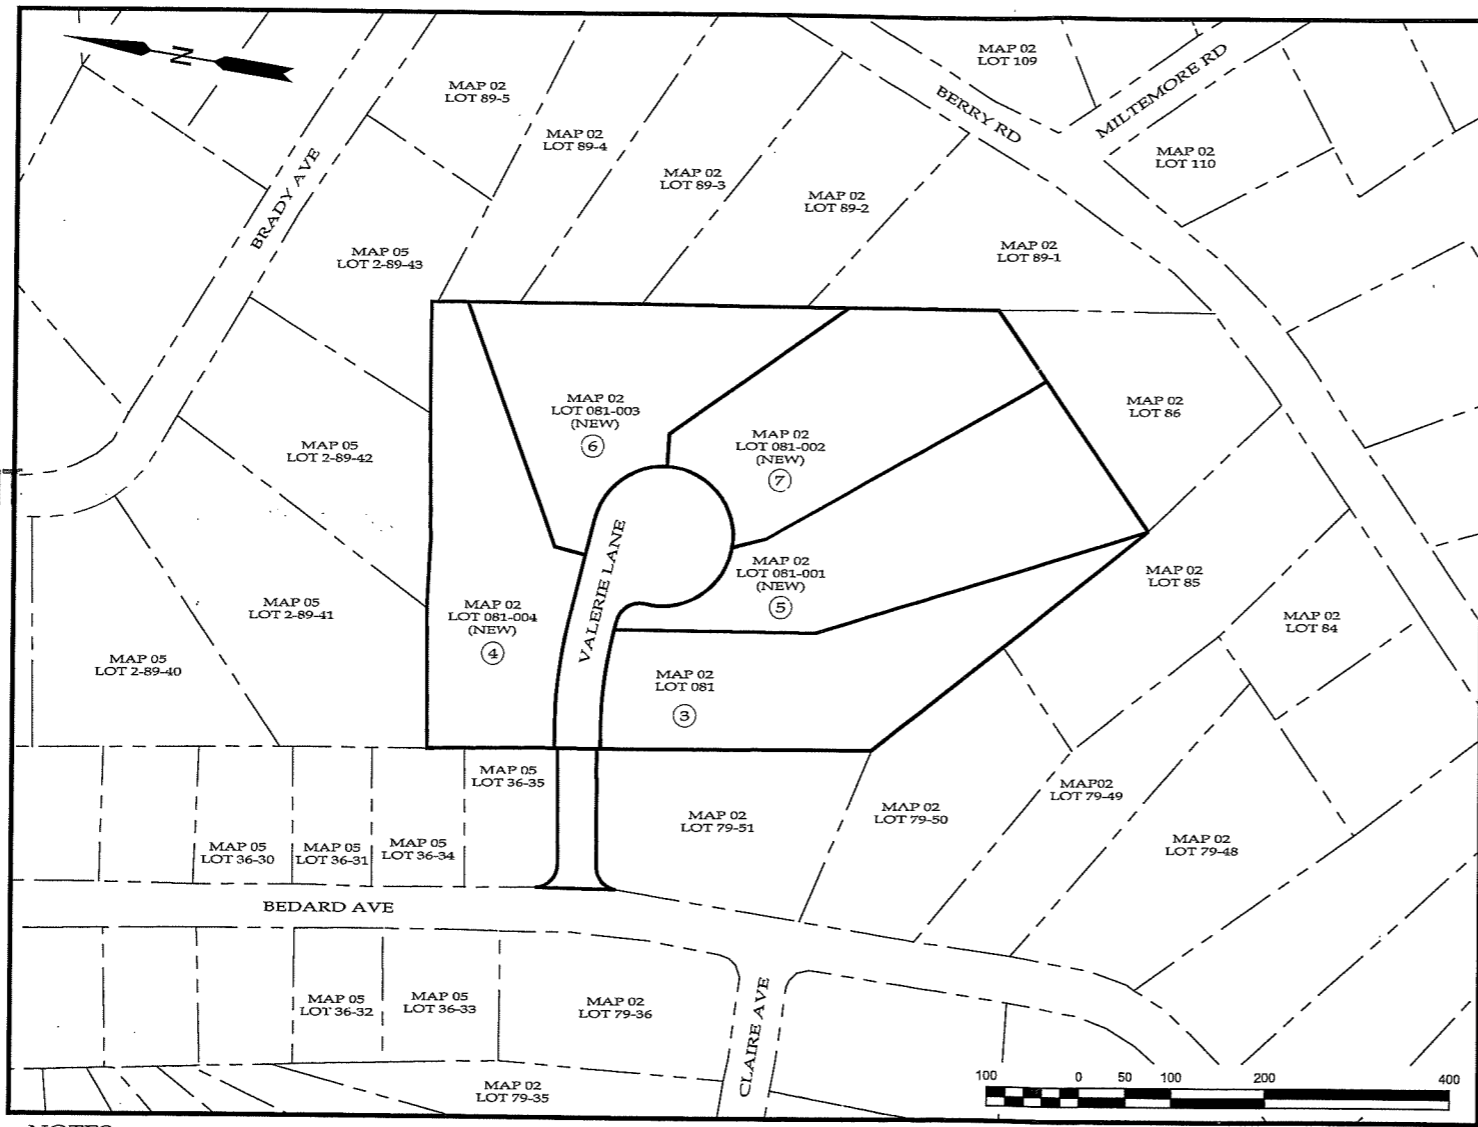 N
MAP 02
LOT 109
MILTEMORE RD
BERRY RD
MAP 02
LOT 110
MAP 02
LOT 89-5
MAP 02
LOT 89-4
MAP 02
LOT 89-3
MAP 02
LOT 89-2
MAP 02
LOT 89-1
BRADY AVE
MAP 05
LOT 2-89-43
MAP 02
LOT 081-003
(NEW)
6
MAP 02
LOT 081-002
(NEW)
7
MAP 02
LOT 86
MAP 05
LOT 2-89-42
VALERIE LANE
MAP 02
LOT 081-001
(NEW)
5
MAP 02
LOT 85
MAP 05
LOT 2-89-41
MAP 02
LOT 081-004
(NEW)
4
MAP 02
LOT 84
MAP 05
LOT 2-89-40
MAP 02
LOT 081
3
MAP 05
LOT 36-35
MAP 02
LOT 79-51
MAP 02
LOT 79-50
MAP02
LOT 79-49
MAP 02
LOT 79-48
MAP 05
LOT 36-30
MAP 05
LOT 36-31
MAP 05
LOT 36-34
BEDARD AVE
MAP 05
LOT 36-32
MAP 05
LOT 36-33
MAP 02
LOT 79-36
CLAIRE AVE
MAP 02
LOT 79-35
100 0 50 100 200 400
NOTES